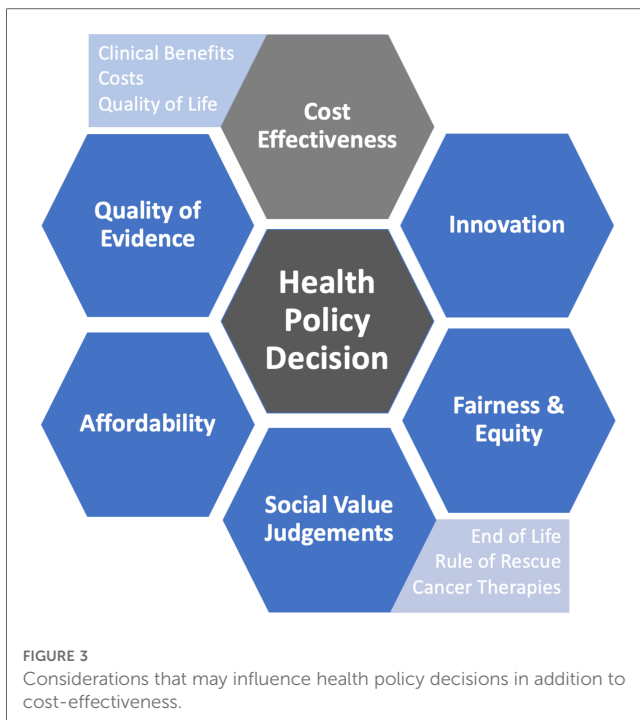 Clinical Benefits
Costs
Quality of Life
Cost
Effectiveness
Quality of
Evidence
Innovation
Health
Policy
Decision
Affordability
Fairness &
Equity
Social Value
Judgements
End of Life
Rule of Rescue
Cancer Therapies
FIGURE 3
Considerations that may influence health policy decisions in addition to
cost-effectiveness.